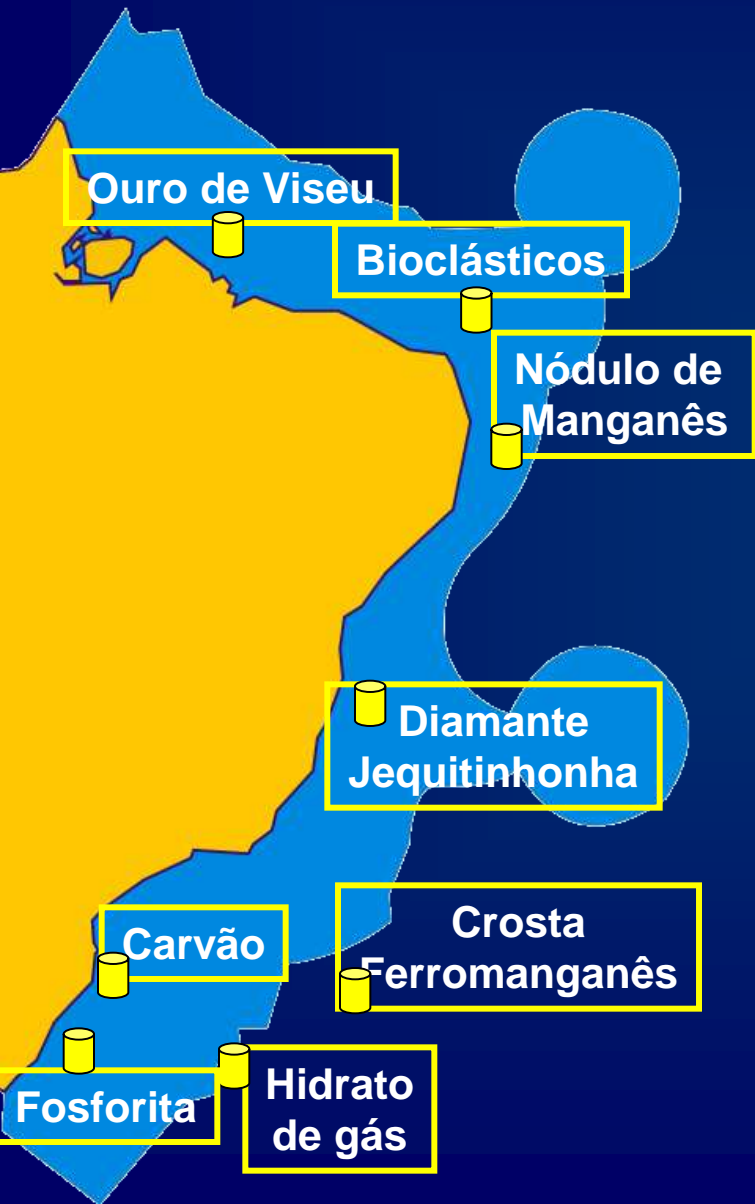 Ouro de Viseu
Bioclásticos
Nódulo de
Manganês
Diamante
Jequitinhonha
Crosta
Ferromanganês
Carvão
Hidrato
de gás
Fosforita